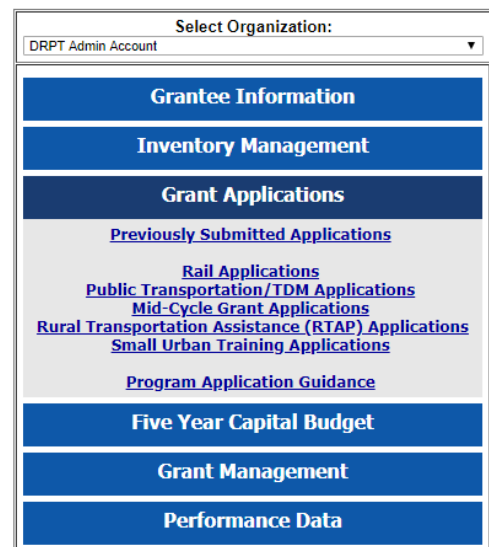 Select Organization:
DRPT Admin Account
Grantee Information
Inventory Management
Grant Applications
Previously Submitted Applications
Rail Applications
Public Transportation/TDM Applications
Mid-Cycle Grant Applications
Rural Transportation Assistance (RTAP) Applications
Small Urban Training Applications
Program Application Guidance
Five Year Capital Budget
Grant Management
Performance Data